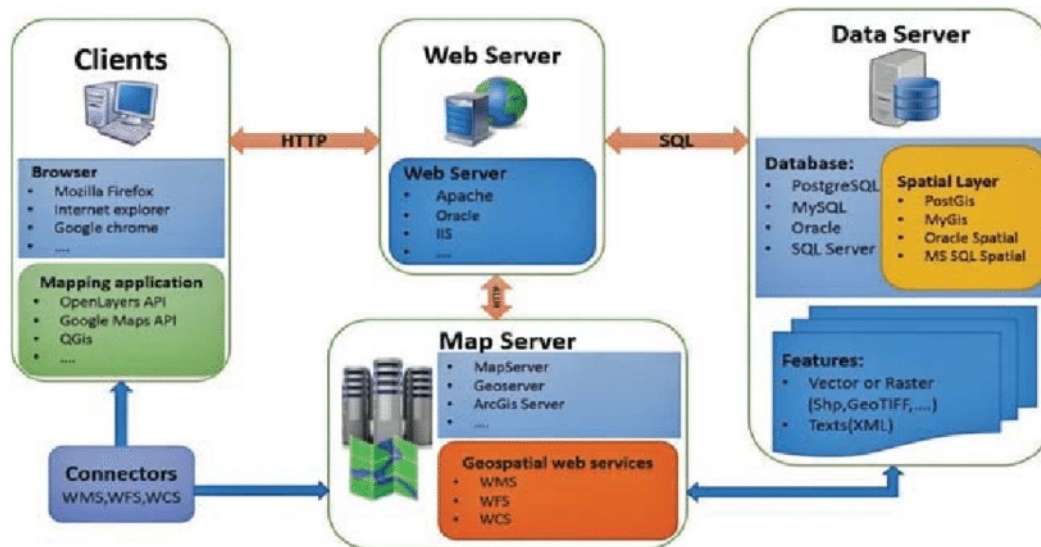 Clients
Browser
• Mozilla Firefox
• Internet explorer
• Google chrome
• ....
Mapping application
• OpenLayers API
• Google Maps API
• QGis
• ....
Connectors
WMS,WFS,WCS
HTTP
Web Server
Web Server
• Apache
• Oracle
• IIS
• ....
Map Server
• MapServer
• Geoserver
• ArcGis Server
• ....
Geospatial web services
• WMS
• WFS
• WCS
SQL
Data Server
Database:
• PostgreSQL
• MySQL
• Oracle
• SQL Server
Spatial Layer
• PostGis
• MyGis
• Oracle Spatial
• MS SQL Spatial
Features:
• Vector or Raster
(Shp,GeoTIFF,....)
• Texts(XML)